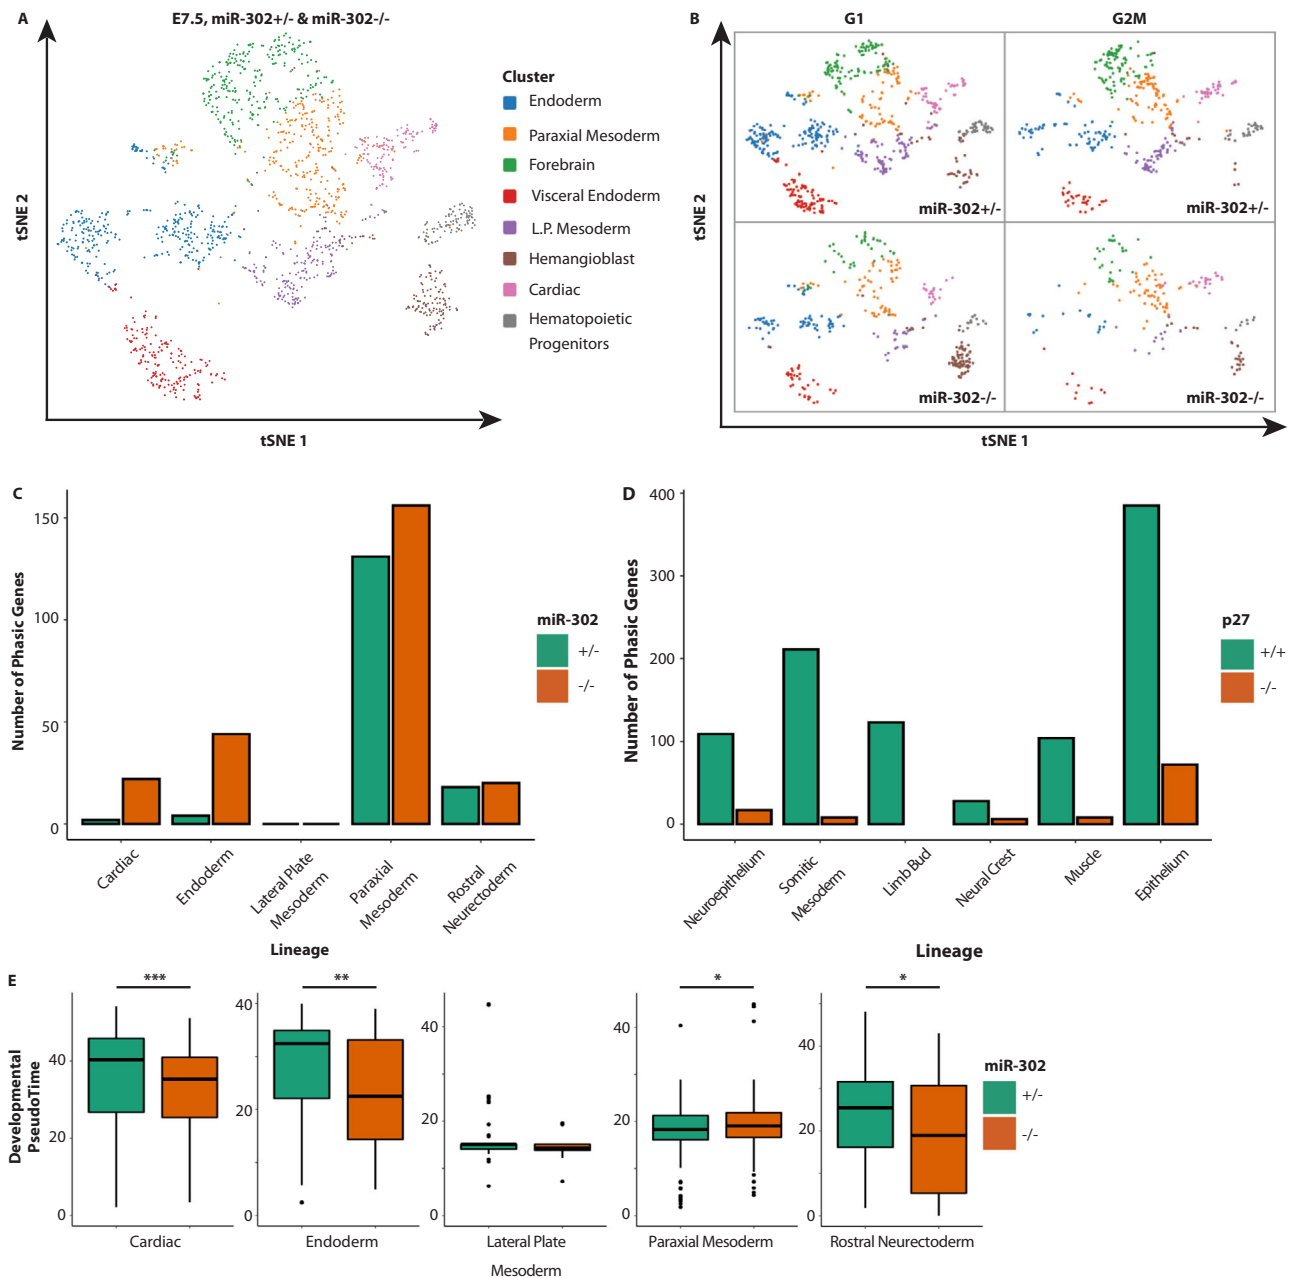 A
E7.5, miR-302+/- & miR-302-/-
tSNE 2
tSNE 1
Cluster
Endoderm
Paraxial Mesoderm
Forebrain
Visceral Endoderm
L.P. Mesoderm
Hemangioblast
Cardiac
Hematopoietic
Progenitors
B
G1
G2M
tSNE 2
miR-302+/-
miR-302+/-
miR-302-/-
miR-302-/-
tSNE 1
C
Number of Phasic Genes
150
100
50
0
Cardiac
Endoderm
Lateral Plate
Mesoderm
Paraxial
Mesoderm
Rostral
Neurectoderm
Lineage
miR-302
+/-
-/-
D
Number of Phasic Genes
400
300
200
100
0
Neuroepithelium
Somitic
Mesoderm
Limb Bud
Neural Crest
Muscle
Epithelium
Lineage
p27
+/+
-/-
E
Developmental
PseudoTime
***
40
20
0
Cardiac
**
40
20
0
Endoderm
40
20
0
Lateral Plate
Mesoderm
*
40
20
0
Paraxial Mesoderm
*
40
20
0
Rostral Neurectoderm
miR-302
+/-
-/-